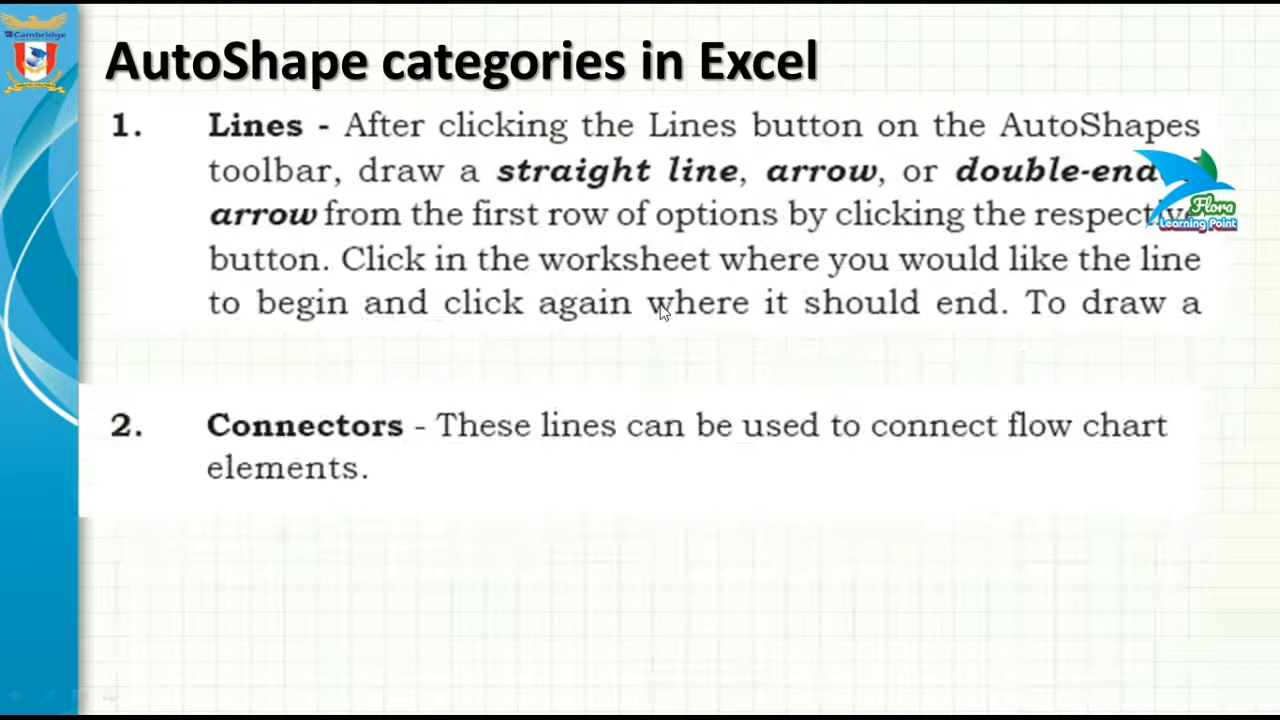 Cambridge
AutoShape categories in Excel
1. Lines - After clicking the Lines button on the AutoShapes
toolbar, draw a straight line, arrow, or
arrow from the first row of options by clicking the respective
button. Click in the worksheet where you would like the line
to begin and click again where it should end. To draw a
Flora
Learning Point
2. Connectors - These lines can be used to connect flow chart
elements.